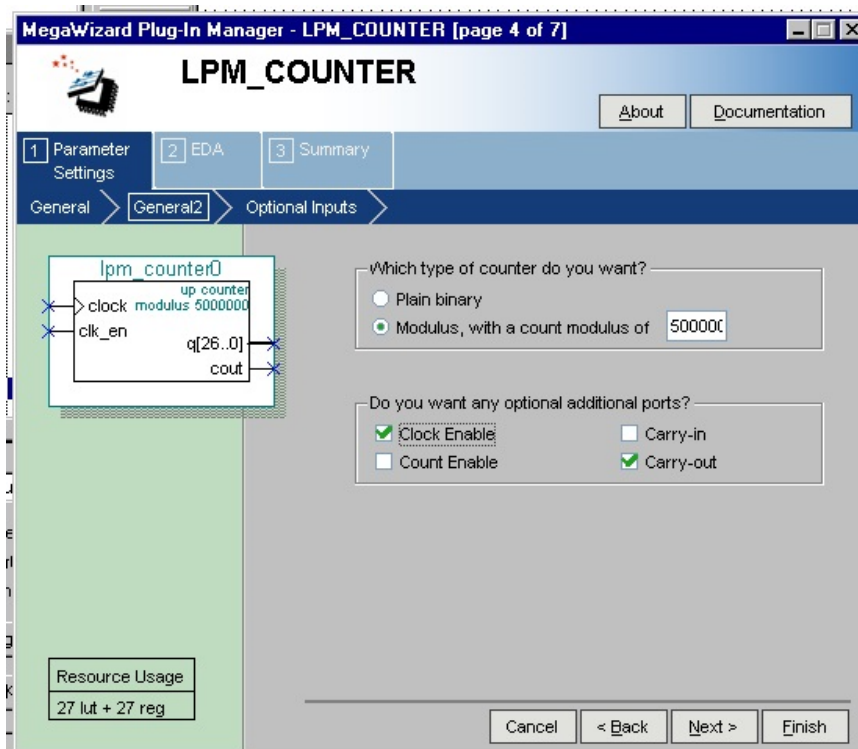 MegaWizard Plug-In Manager - LPM_COUNTER [page 4 of 7]
LPM_COUNTER
About
Documentation
1 Parameter Settings
2 EDA
3 Summary
General
General2
Optional Inputs
lpm_counter0
up counter
clock modulus 5000000
clk_en
q[26..0]
cout
Which type of counter do you want?
Plain binary
Modulus, with a count modulus of
Do you want any optional additional ports?
Clock Enable
Carry-in
Count Enable
Carry-out
Resource Usage
27 lut + 27 reg
Cancel
< Back
Next >
Finish